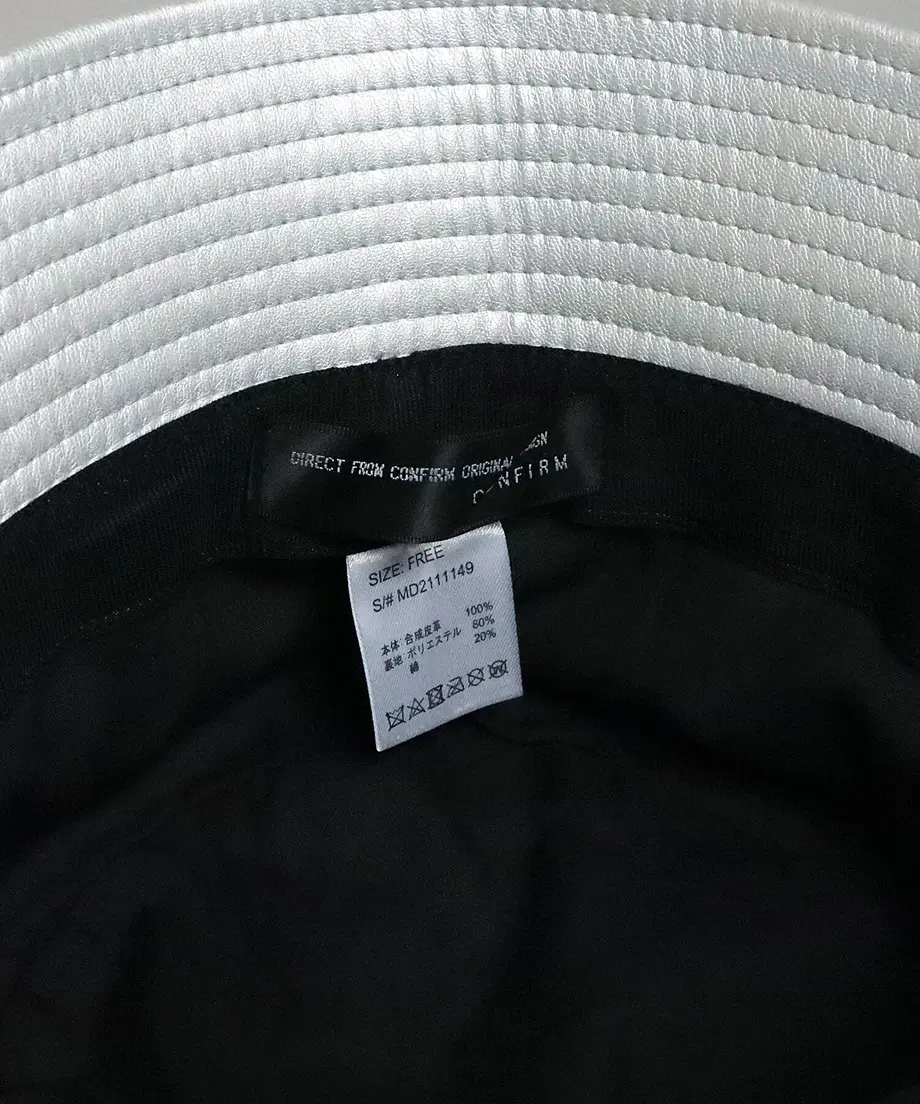 DIRECT FROM CONFIRM ORIGINAL
CONFIRM
SIZE: FREE
S/# MD2111149
100%
本体: 合成皮革 80%
裏地: ポリエステル 20%
綿